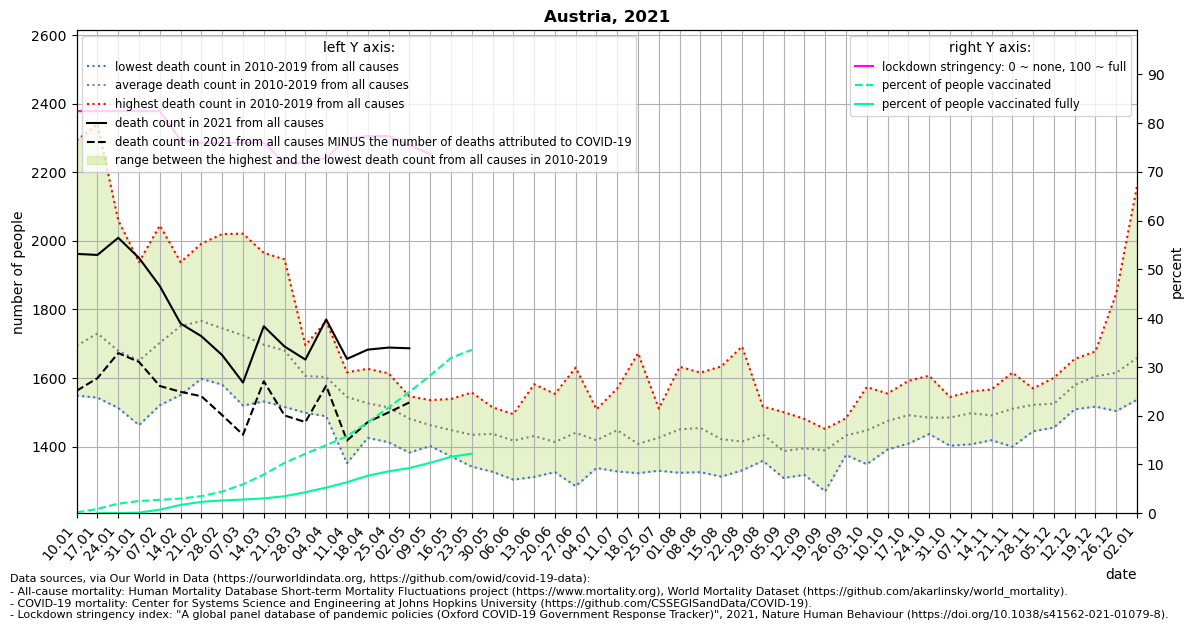 Austria, 2021
left Y axis:
lowest death count in 2010-2019 from all causes
average death count in 2010-2019 from all causes
highest death count in 2010-2019 from all causes
death count in 2021 from all causes
death count in 2021 from all causes MINUS the number of deaths attributed to COVID-19
range between the highest and the lowest death count from all causes in 2010-2019
right Y axis:
lockdown stringency: 0 ~ none, 100 ~ full
percent of people vaccinated
percent of people vaccinated fully
number of people
2600
2400
2200
2000
1800
1600
1400
90
80
70
60
50
40
30
20
10
0
percent
10.01 17.01 24.01 31.01 07.02 14.02 21.02 28.02 07.03 14.03 21.03 28.03 04.04 11.04 18.04 25.04 02.05 09.05 16.05 23.05 30.05 06.06 13.06 20.06 27.06 04.07 11.07 18.07 25.07 01.08 08.08 15.08 22.08 29.08 05.09 12.09 19.09 26.09 03.10 10.10 17.10 24.10 31.10 07.11 14.11 21.11 28.11 05.12 12.12 19.12 26.12 02.01
date
Data sources, via Our World in Data (https://ourworldindata.org, https://github.com/owid/covid-19-data):
- All-cause mortality: Human Mortality Database Short-term Mortality Fluctuations project (https://www.mortality.org), World Mortality Dataset (https://github.com/akarlinsky/world_mortality).
- COVID-19 mortality: Center for Systems Science and Engineering at Johns Hopkins University (https://github.com/CSSEGISandData/COVID-19).
- Lockdown stringency index: "A global panel database of pandemic policies (Oxford COVID-19 Government Response Tracker)", 2021, Nature Human Behaviour (https://doi.org/10.1038/s41562-021-01079-8).